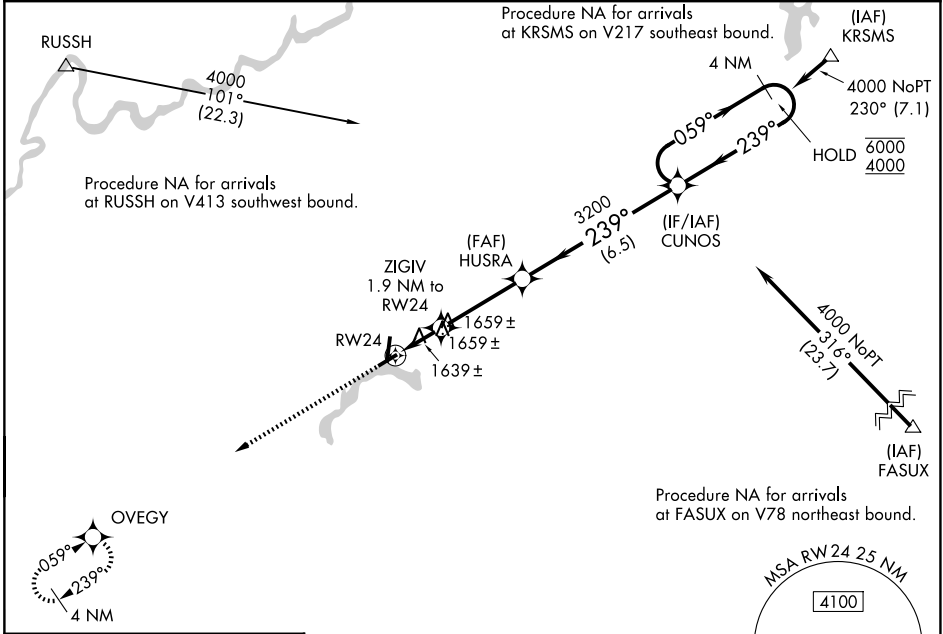 Procedure NA for arrivals
at KRSMS on V217 southeast bound.
(IAF)
KRSMS
RUSSH
4 NM
4000 NoPT
230° (7.1)
4000
101°
(22.3)
059°
239°
HOLD 6000
4000
Procedure NA for arrivals
at RUSSH on V413 southwest bound.
3200
239°
(6.5)
(IF/IAF)
CUNOS
(FAF)
HUSRA
ZIGIV
1.9 NM to
RW24
RW24
1659±
1659±
1639±
4000 NoPT
316°
(23.7)
(IAF)
FASUX
Procedure NA for arrivals
at FASUX on V78 northeast bound.
OVEGY
059°
239°
4 NM
MSA RW 24 25 NM
4100